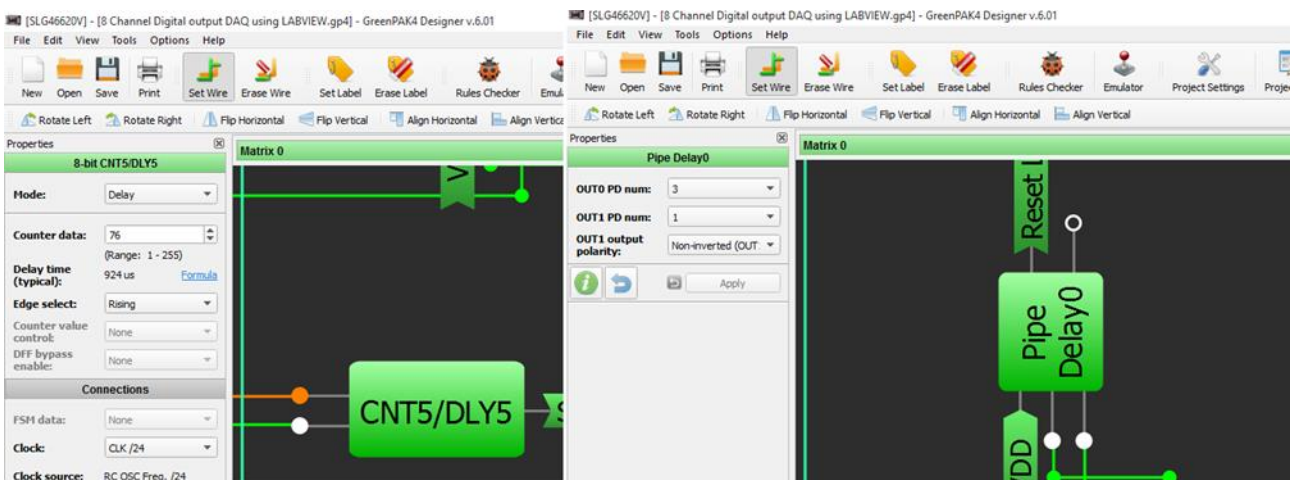 [SLG46620V] - [8 Channel Digital output DAQ using LABVIEW.gp4] - GreenPAK4 Designer v.6.01
File Edit View Tools Options Help
New Open Save Print Set Wire Erase Wire Set Label Erase Label Rules Checker Emul
Rotate Left Rotate Right Flip Horizontal Flip Vertical Align Horizontal Align Vertica
Properties
8-bit CNT5/DLY5
Mode: Delay
Counter data: 76
(Range: 1 - 255)
Delay time (typical): 924 us Formula
Edge select: Rising
Counter value control: None
DFF bypass enable: None
Connections
FSM data: None
Clock: CLK /24
Clock source: RC OSC Freq. /24
Matrix 0
V
CNT5/DLY5
S
[SLG46620V] - [8 Channel Digital output DAQ using LABVIEW.gp4] - GreenPAK4 Designer v.6.01
File Edit View Tools Options Help
New Open Save Print Set Wire Erase Wire Set Label Erase Label Rules Checker Emulator Project Settings Projec
Rotate Left Rotate Right Flip Horizontal Flip Vertical Align Horizontal Align Vertical
Properties
Pipe Delay0
OUT0 PD num: 3
OUT1 PD num: 1
OUT1 output polarity: Non-inverted (OUT
Apply
Matrix 0
Reset
Pipe
Delay0
VDD